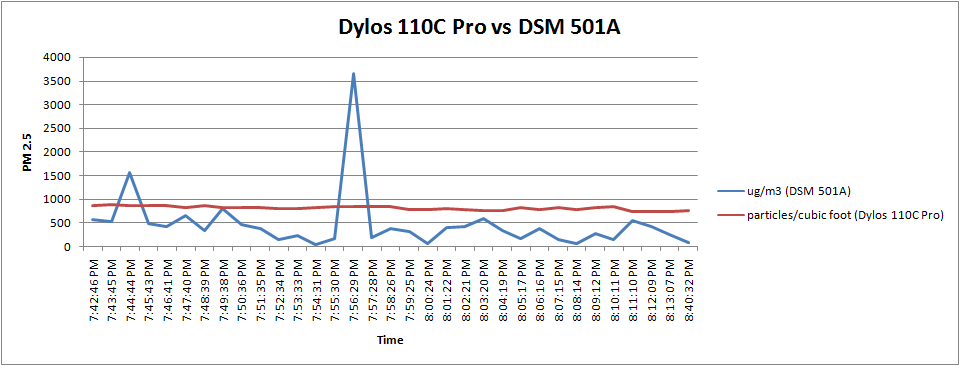 Dylos 110C Pro vs DSM 501A
4000
3500
3000
2500
2000
1500
1000
500
0
PM 2.5
7:42:46 PM
7:43:45 PM
7:44:44 PM
7:45:43 PM
7:46:41 PM
7:47:40 PM
7:48:39 PM
7:49:38 PM
7:50:36 PM
7:51:35 PM
7:52:34 PM
7:53:33 PM
7:54:31 PM
7:55:30 PM
7:56:29 PM
7:57:28 PM
7:58:26 PM
7:59:25 PM
8:00:24 PM
8:01:22 PM
8:02:21 PM
8:03:20 PM
8:04:19 PM
8:05:17 PM
8:06:16 PM
8:07:15 PM
8:08:14 PM
8:09:12 PM
8:10:11 PM
8:11:10 PM
8:12:09 PM
8:13:07 PM
8:40:32 PM
Time
ug/m3 (DSM 501A)
particles/cubic foot (Dylos 110C Pro)